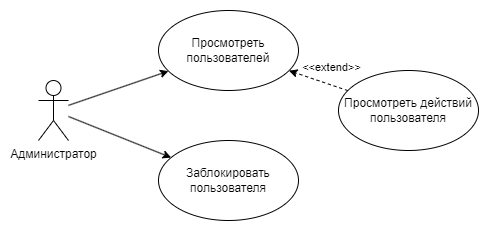 Просмотреть
пользователей
<<extend>>
Просмотреть действий
пользователя
Администратор
Заблокировать
пользователя